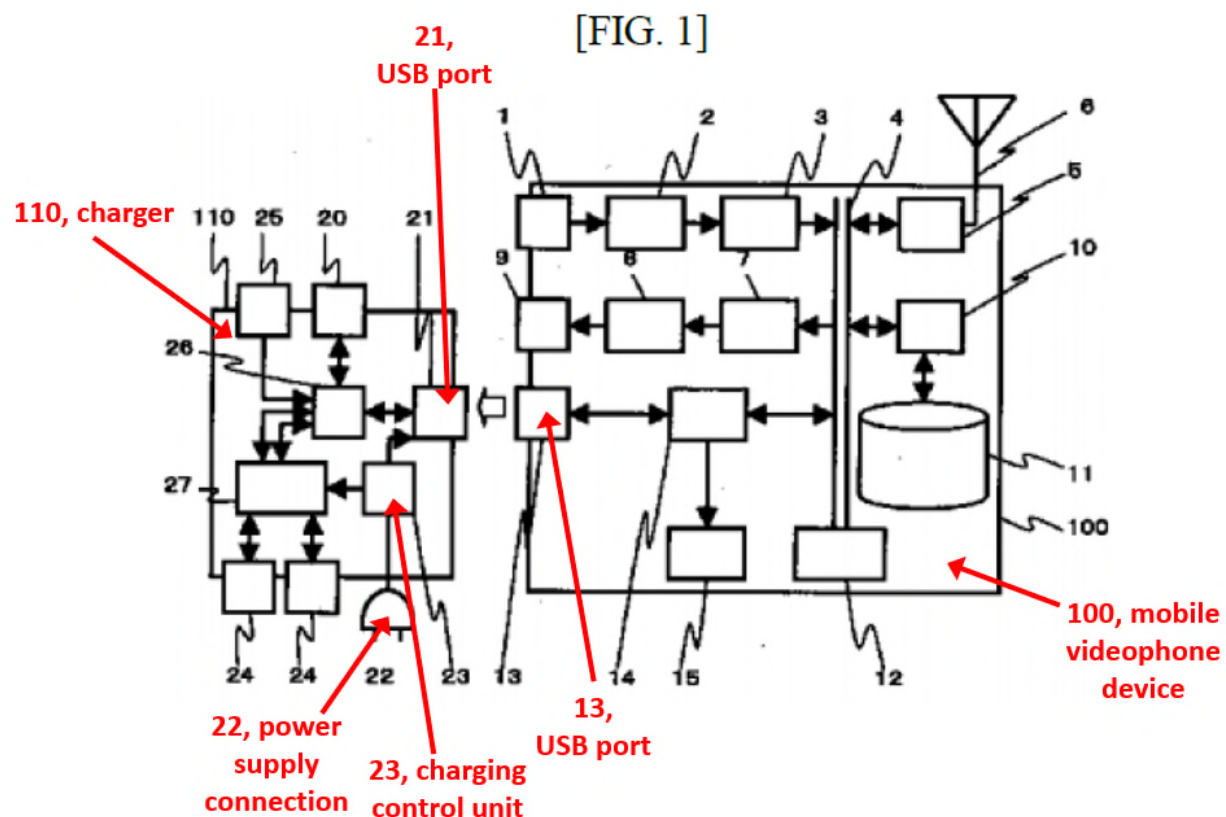 [FIG. 1]
21,
USB port
1
2
3
4
6
5
110, charger
110
25
20
21
10
9
8
7
26
27
11
100
24
24
22
23
13
14
15
12
22, power
supply
connection
23, charging
control unit
13,
USB port
100, mobile
videophone
device